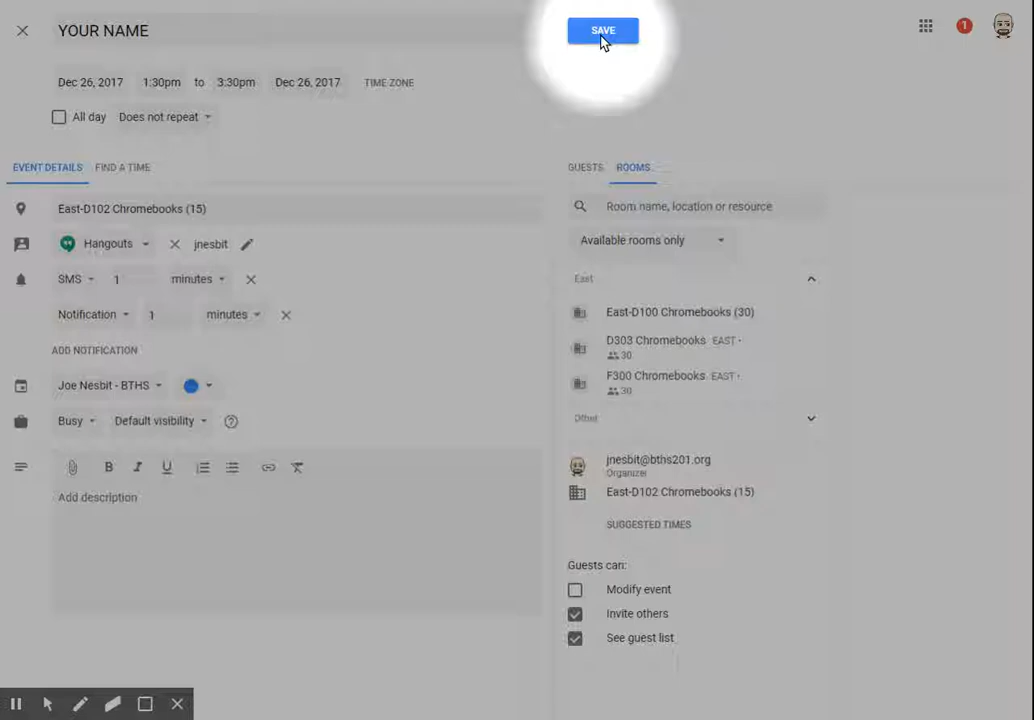 YOUR NAME
SAVE
1
Dec 26, 2017 1:30pm to 3:30pm Dec 26, 2017 TIME ZONE
All day Does not repeat
EVENT DETAILS FIND A TIME
East-D102 Chromebooks (15)
Hangouts jnesbit
SMS 1 minutes
Notification 1 minutes
ADD NOTIFICATION
Joe Nesbit - BTHS
Busy Default visibility
B I U
Add description
GUESTS ROOMS
Room name, location or resource
Available rooms only
East
East-D100 Chromebooks (30)
D303 Chromebooks EAST •
30
F300 Chromebooks EAST •
30
Other
jnesbit@bths201.org
Organizer
East-D102 Chromebooks (15)
SUGGESTED TIMES
Guests can:
Modify event
Invite others
See guest list